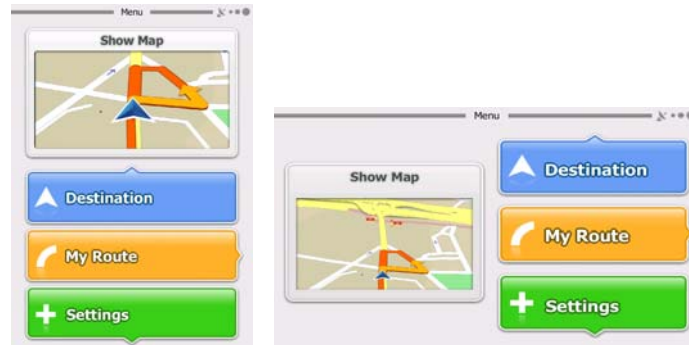 Menu
Show Map
Destination
My Route
Settings
Menu
Show Map
Destination
My Route
Settings